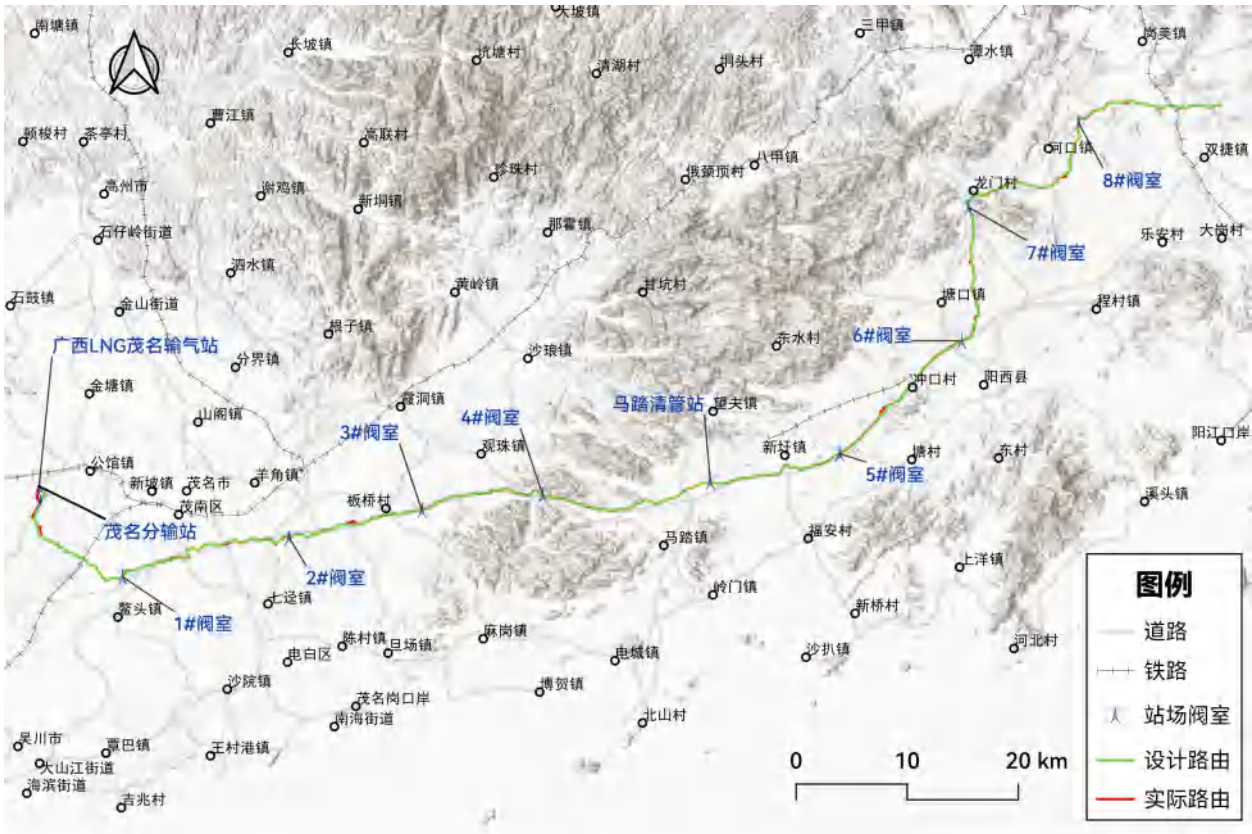 南塘镇
长坡镇
坑塘村
大坡镇
清湖村
垌头村
三甲镇
潭水镇
岗美镇
曹江镇
高联村
顿梭村
茶亭村
河口镇
双捷镇
珍珠村
八甲镇
俄颈顶村
8#阀室
高州市
谢鸡镇
新垌镇
龙门村
那霍镇
石仔岭街道
7#阀室
乐安村
大岗村
泗水镇
黄岭镇
甘坑村
石鼓镇
金山街道
塘口镇
程村镇
根子镇
6#阀室
广西LNG茂名输气站
分界镇
沙琅镇
东水村
金塘镇
冲口村
阳西县
霞洞镇
马踏清管站
望夫镇
山阁镇
4#阀室
3#阀室
观珠镇
阳江口岸
新圩镇
塘村
东村
公馆镇
5#阀室
羊角镇
新坡镇
茂名市
板桥村
溪头镇
茂南区
茂名分输站
马踏镇
福安村
上洋镇
2#阀室
岭门镇
七迳镇
鳌头镇
1#阀室
新桥村
陈村镇
旦场镇
麻岗镇
河北村
电白区
电城镇
沙扒镇
沙院镇
博贺镇
茂名岗口岸
南海街道
北山村
吴川市
覃巴镇
王村港镇
大山江街道
海滨街道
吉兆村
0 10 20 km
图例
道路
铁路
站场阀室
设计路由
实际路由